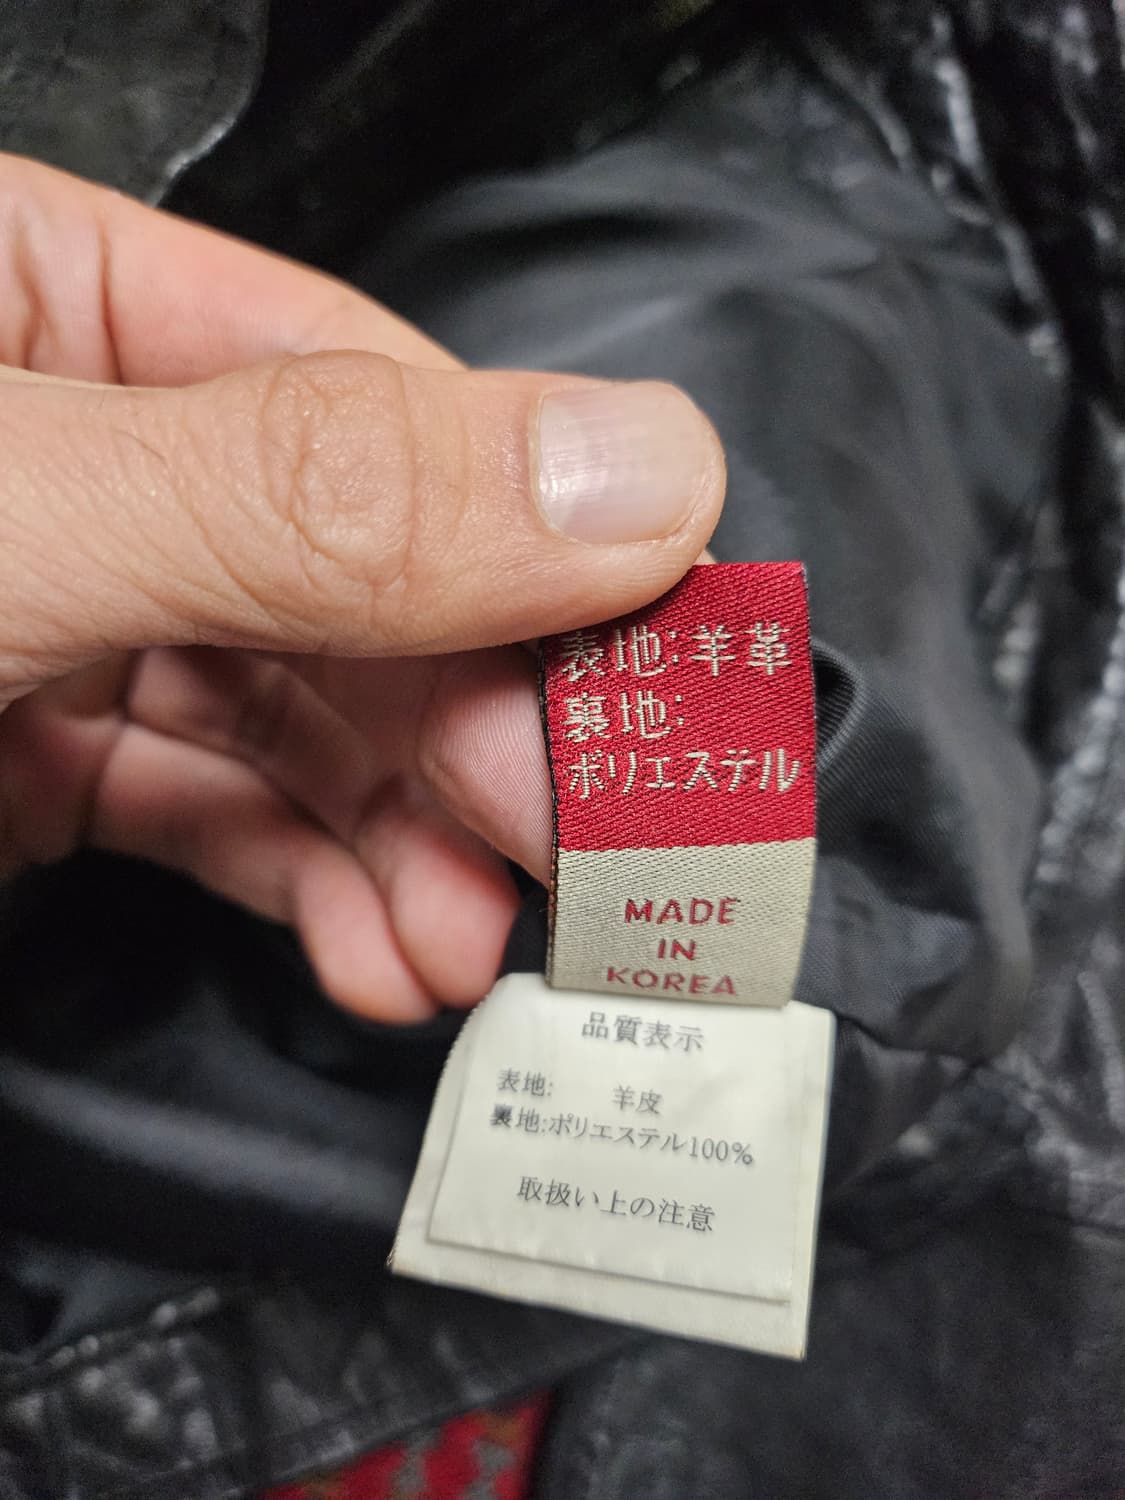 表地:羊革
裏地:
ポリエステル
MADE
IN
KOREA
品質表示
表地: 羊皮
裏地:ポリエステル100%
取扱い上の注意